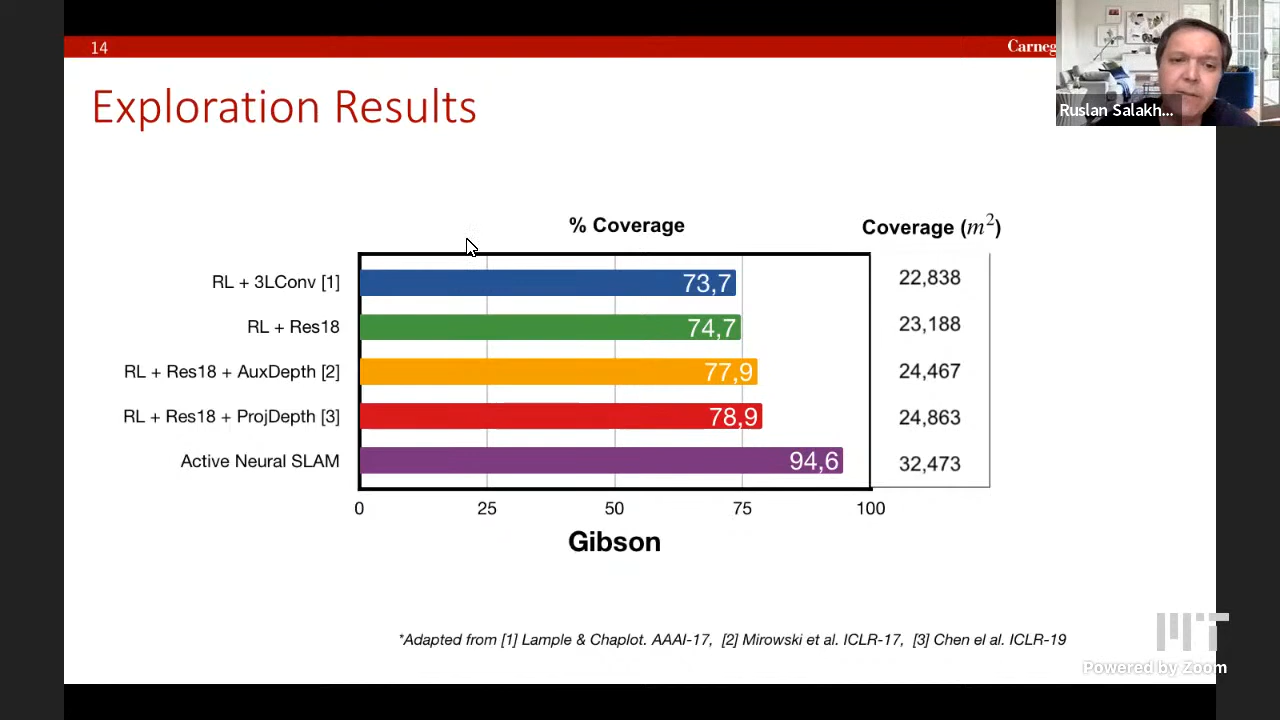 14
Carneg
Exploration Results
Ruslan Salakh...
% Coverage
Coverage (m²)
RL + 3LConv [1] 73,7 22,838
RL + Res18 74,7 23,188
RL + Res18 + AuxDepth [2] 77,9 24,467
RL + Res18 + ProjDepth [3] 78,9 24,863
Active Neural SLAM 94,6 32,473
0 25 50 75 100
Gibson
*Adapted from [1] Lample & Chaplot. AAAI-17, [2] Mirowski et al. ICLR-17, [3] Chen el al. ICLR-19
MIT
Powered by Zoom